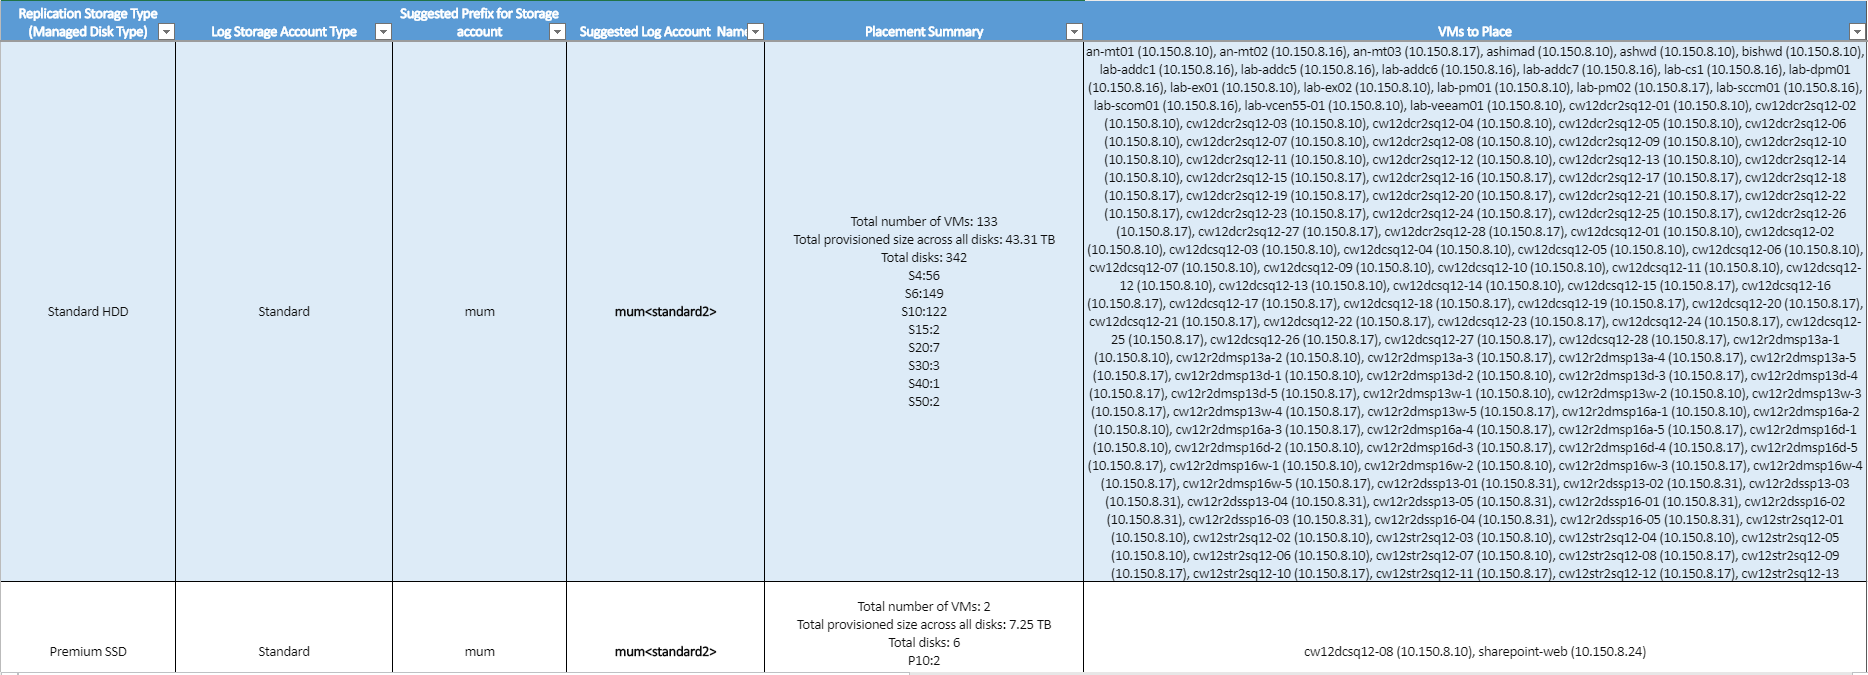 Replication Storage Type
(Managed Disk Type)
Log Storage Account Type
Suggested Prefix for Storage
account
Suggested Log Account Name
Placement Summary
VMs to Place
Standard HDD
Standard
mum
mum<standard2>
Total number of VMs: 133
Total provisioned size across all disks: 43.31 TB
Total disks: 342
S4:56
S6:149
S10:122
S15:2
S20:7
S30:3
S40:1
S50:2
an-mt01 (10.150.8.10), an-mt02 (10.150.8.16), an-mt03 (10.150.8.17), ashimad (10.150.8.10), ashwd (10.150.8.10), bishwd (10.150.8.10),
lab-addc1 (10.150.8.16), lab-addc5 (10.150.8.16), lab-addc6 (10.150.8.16), lab-addc7 (10.150.8.16), lab-cs1 (10.150.8.16), lab-dpm01
(10.150.8.16), lab-ex01 (10.150.8.10), lab-ex02 (10.150.8.10), lab-pm01 (10.150.8.10), lab-pm02 (10.150.8.17), lab-sccm01 (10.150.8.16),
lab-scom01 (10.150.8.16), lab-vcen55-01 (10.150.8.10), lab-veeam01 (10.150.8.10), cw12dcr2sq12-01 (10.150.8.10), cw12dcr2sq12-02
(10.150.8.10), cw12dcr2sq12-03 (10.150.8.10), cw12dcr2sq12-04 (10.150.8.10), cw12dcr2sq12-05 (10.150.8.10), cw12dcr2sq12-06
(10.150.8.10), cw12dcr2sq12-07 (10.150.8.10), cw12dcr2sq12-08 (10.150.8.10), cw12dcr2sq12-09 (10.150.8.10), cw12dcr2sq12-10
(10.150.8.10), cw12dcr2sq12-11 (10.150.8.10), cw12dcr2sq12-12 (10.150.8.10), cw12dcr2sq12-13 (10.150.8.10), cw12dcr2sq12-14
(10.150.8.10), cw12dcr2sq12-15 (10.150.8.17), cw12dcr2sq12-16 (10.150.8.17), cw12dcr2sq12-17 (10.150.8.17), cw12dcr2sq12-18
(10.150.8.17), cw12dcr2sq12-19 (10.150.8.17), cw12dcr2sq12-20 (10.150.8.17), cw12dcr2sq12-21 (10.150.8.17), cw12dcr2sq12-22
(10.150.8.17), cw12dcr2sq12-23 (10.150.8.17), cw12dcr2sq12-24 (10.150.8.17), cw12dcr2sq12-25 (10.150.8.17), cw12dcr2sq12-26
(10.150.8.17), cw12dcr2sq12-27 (10.150.8.17), cw12dcr2sq12-28 (10.150.8.17), cw12dcsq12-01 (10.150.8.10), cw12dcsq12-02
(10.150.8.10), cw12dcsq12-03 (10.150.8.10), cw12dcsq12-04 (10.150.8.10), cw12dcsq12-05 (10.150.8.10), cw12dcsq12-06 (10.150.8.10),
cw12dcsq12-07 (10.150.8.10), cw12dcsq12-09 (10.150.8.10), cw12dcsq12-10 (10.150.8.10), cw12dcsq12-11 (10.150.8.10), cw12dcsq12-
12 (10.150.8.10), cw12dcsq12-13 (10.150.8.10), cw12dcsq12-14 (10.150.8.10), cw12dcsq12-15 (10.150.8.17), cw12dcsq12-16
(10.150.8.17), cw12dcsq12-17 (10.150.8.17), cw12dcsq12-18 (10.150.8.17), cw12dcsq12-19 (10.150.8.17), cw12dcsq12-20 (10.150.8.17),
cw12dcsq12-21 (10.150.8.17), cw12dcsq12-22 (10.150.8.17), cw12dcsq12-23 (10.150.8.17), cw12dcsq12-24 (10.150.8.17), cw12dcsq12-
25 (10.150.8.17), cw12dcsq12-26 (10.150.8.17), cw12dcsq12-27 (10.150.8.17), cw12dcsq12-28 (10.150.8.17), cw12r2dmsp13a-1
(10.150.8.10), cw12r2dmsp13a-2 (10.150.8.10), cw12r2dmsp13a-3 (10.150.8.17), cw12r2dmsp13a-4 (10.150.8.17), cw12r2dmsp13a-5
(10.150.8.17), cw12r2dmsp13d-1 (10.150.8.10), cw12r2dmsp13d-2 (10.150.8.10), cw12r2dmsp13d-3 (10.150.8.17), cw12r2dmsp13d-4
(10.150.8.17), cw12r2dmsp13d-5 (10.150.8.17), cw12r2dmsp13w-1 (10.150.8.10), cw12r2dmsp13w-2 (10.150.8.10), cw12r2dmsp13w-3
(10.150.8.17), cw12r2dmsp13w-4 (10.150.8.17), cw12r2dmsp13w-5 (10.150.8.17), cw12r2dmsp16a-1 (10.150.8.10), cw12r2dmsp16a-2
(10.150.8.10), cw12r2dmsp16a-3 (10.150.8.17), cw12r2dmsp16a-4 (10.150.8.17), cw12r2dmsp16a-5 (10.150.8.17), cw12r2dmsp16d-1
(10.150.8.10), cw12r2dmsp16d-2 (10.150.8.10), cw12r2dmsp16d-3 (10.150.8.17), cw12r2dmsp16d-4 (10.150.8.17), cw12r2dmsp16d-5
(10.150.8.17), cw12r2dmsp16w-1 (10.150.8.10), cw12r2dmsp16w-2 (10.150.8.10), cw12r2dmsp16w-3 (10.150.8.17), cw12r2dmsp16w-4
(10.150.8.17), cw12r2dmsp16w-5 (10.150.8.17), cw12r2dssp13-01 (10.150.8.31), cw12r2dssp13-02 (10.150.8.31), cw12r2dssp13-03
(10.150.8.31), cw12r2dssp13-04 (10.150.8.31), cw12r2dssp13-05 (10.150.8.31), cw12r2dssp16-01 (10.150.8.31), cw12r2dssp16-02
(10.150.8.31), cw12r2dssp16-03 (10.150.8.31), cw12r2dssp16-04 (10.150.8.31), cw12r2dssp16-05 (10.150.8.31), cw12str2sq12-01
(10.150.8.10), cw12str2sq12-02 (10.150.8.10), cw12str2sq12-03 (10.150.8.10), cw12str2sq12-04 (10.150.8.10), cw12str2sq12-05
(10.150.8.10), cw12str2sq12-06 (10.150.8.10), cw12str2sq12-07 (10.150.8.10), cw12str2sq12-08 (10.150.8.17), cw12str2sq12-09
(10.150.8.17), cw12str2sq12-10 (10.150.8.17), cw12str2sq12-11 (10.150.8.17), cw12str2sq12-12 (10.150.8.17), cw12str2sq12-13
Premium SSD
Standard
mum
mum<standard2>
Total number of VMs: 2
Total provisioned size across all disks: 7.25 TB
Total disks: 6
P10:2
cw12dcsq12-08 (10.150.8.10), sharepoint-web (10.150.8.24)